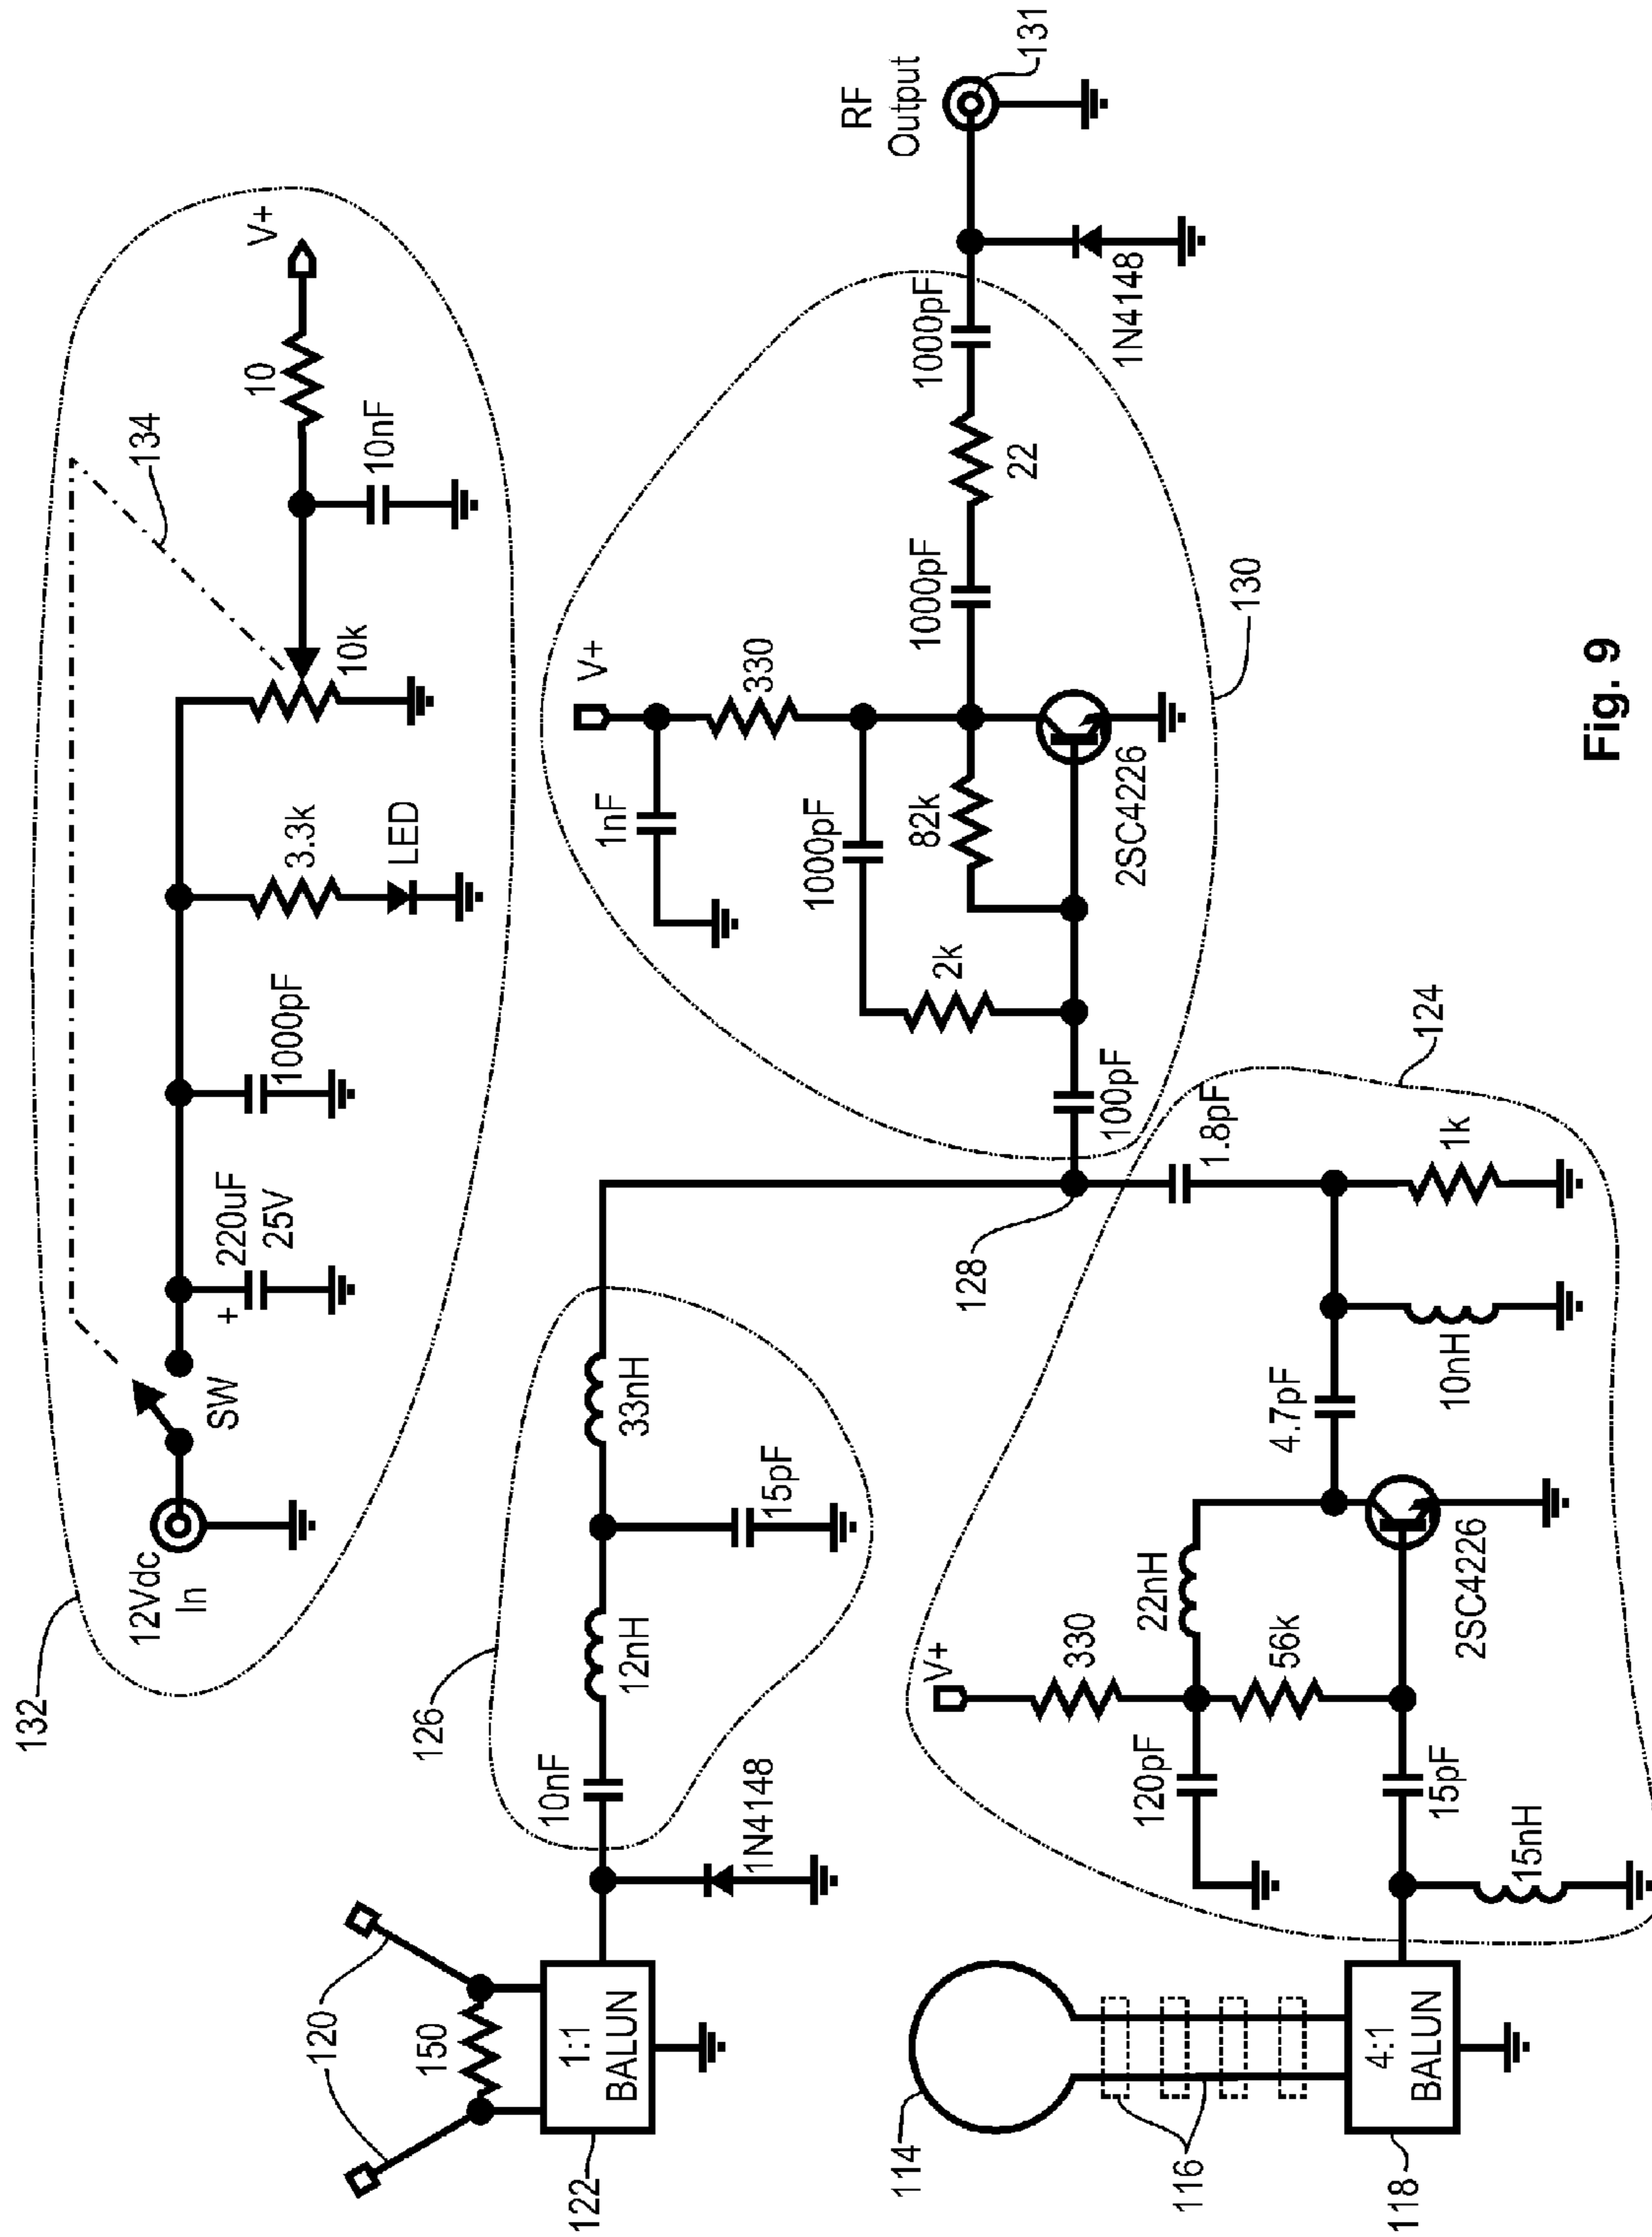 132
12Vdc
In
SW
+
220uF
25V
1000pF
3.3k
LED
10k
134
10
10nF
V+
120
150
1:1
BALUN
122
1N4148
10nF
126
12nH
33nH
15pF
128
V+
1nF
330
1000pF
2k
82k
100pF
2SC4226
1000pF
22
1000pF
130
1N4148
RF
Output
131
114
116
4:1
BALUN
118
15nH
15pF
120pF
V+
330
56k
22nH
2SC4226
4.7pF
10nH
1.8pF
1k
124
Fig. 9